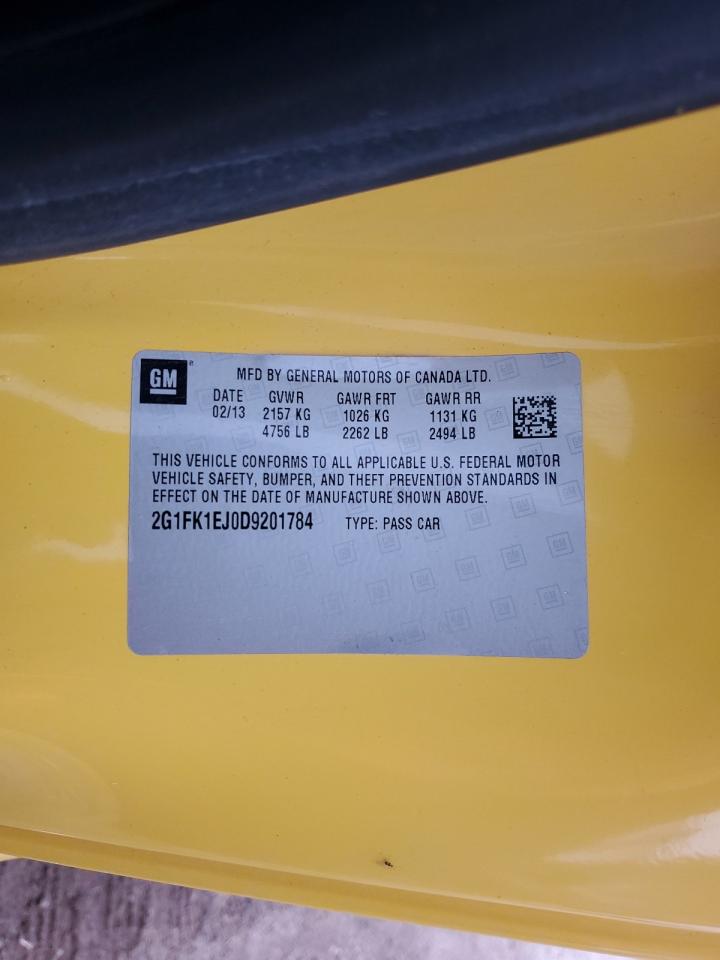 GM
MFD BY GENERAL MOTORS OF CANADA LTD.
DATE GVWR GAWR FRT GAWR RR
02/13 2157 KG 1026 KG 1131 KG
4756 LB 2262 LB 2494 LB
THIS VEHICLE CONFORMS TO ALL APPLICABLE U.S. FEDERAL MOTOR
VEHICLE SAFETY, BUMPER, AND THEFT PREVENTION STANDARDS IN
EFFECT ON THE DATE OF MANUFACTURE SHOWN ABOVE.
2G1FK1EJ0D9201784 TYPE: PASS CAR